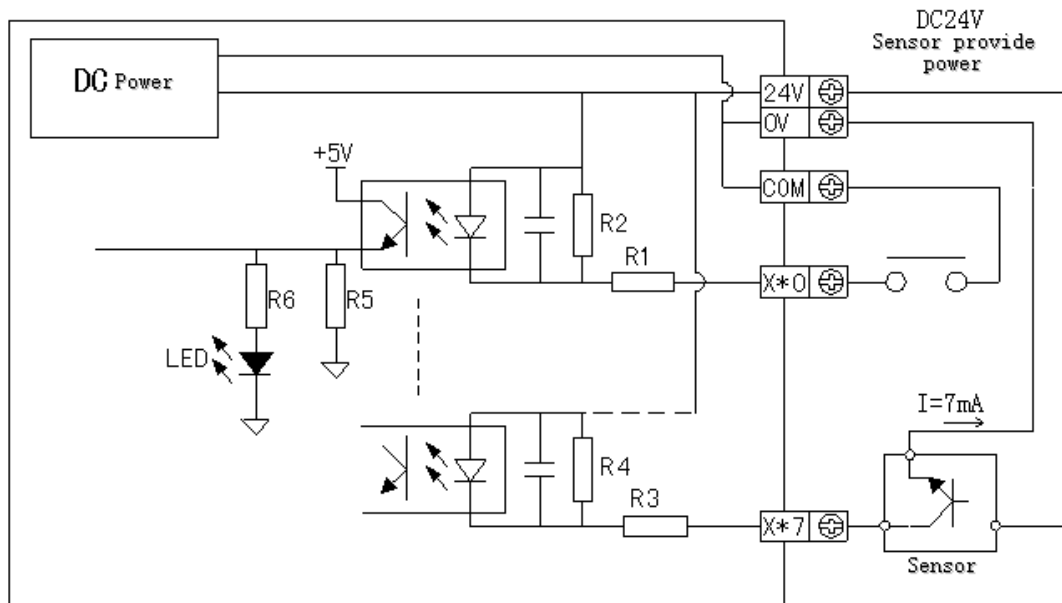 DC24V
Sensor provide
power
DC Power
24V
0V
+5V
COM
R2
R1
X*0
R6
R5
LED
I=7mA
R4
R3
X*7
Sensor